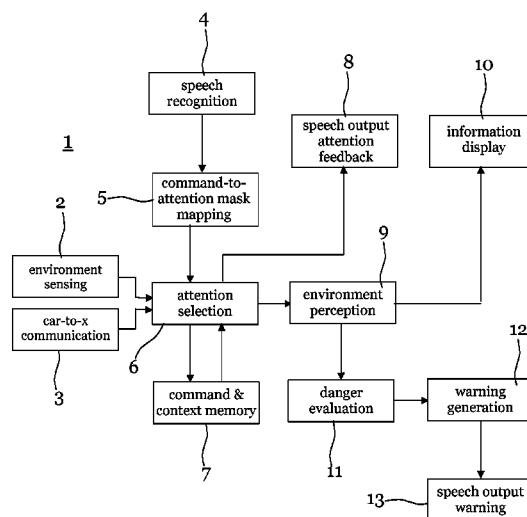 4
speech
recognition
8
speech output
attention
feedback
10
information
display
1
5
command-to-
attention mask
mapping
2
environment
sensing
car-to-x
communication
3
attention
selection
6
9
environment
perception
command &
context memory
7
danger
evaluation
11
12
warning
generation
13
speech output
warning